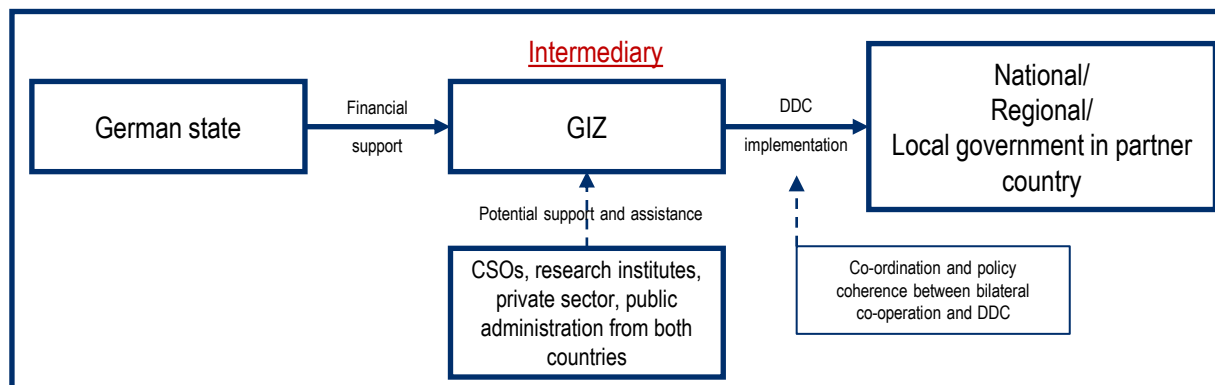 Intermediary
German state
Financial
support
GIZ
DDC
implementation
National/
Regional/
Local government in partner
country
Potential support and assistance
CSOs, research institutes,
private sector, public
administration from both
countries
Co-ordination and policy
coherence between bilateral
co-operation and DDC